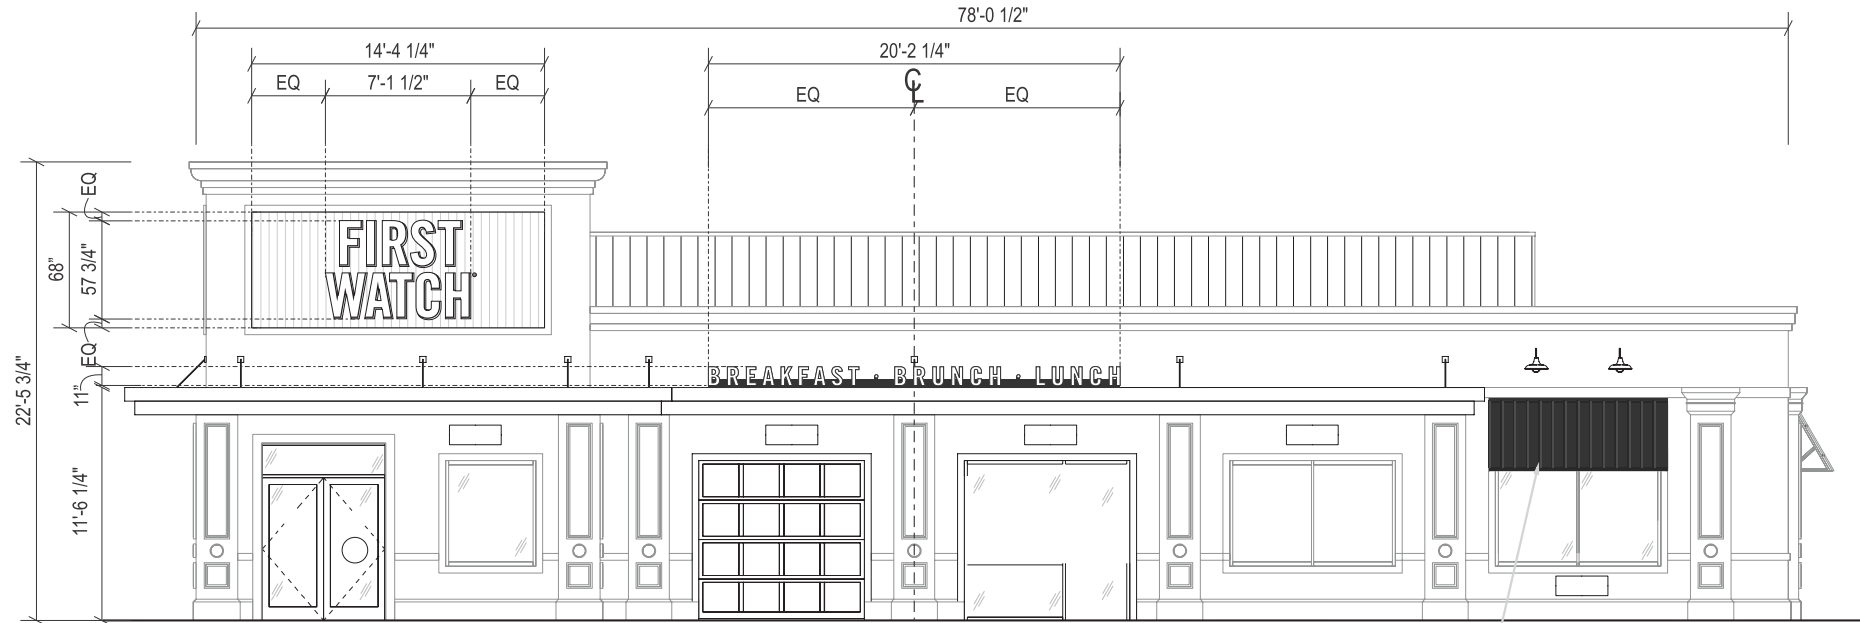 78'-0 1/2"
14'-4 1/4"
20'-2 1/4"
EQ 7'-1 1/2" EQ
CL
EQ EQ
EQ
68"
57 3/4"
EQ
11"
22'-5 3/4"
11'-6 1/4"
FIRST
WATCH®
BREAKFAST · BRUNCH · LUNCH